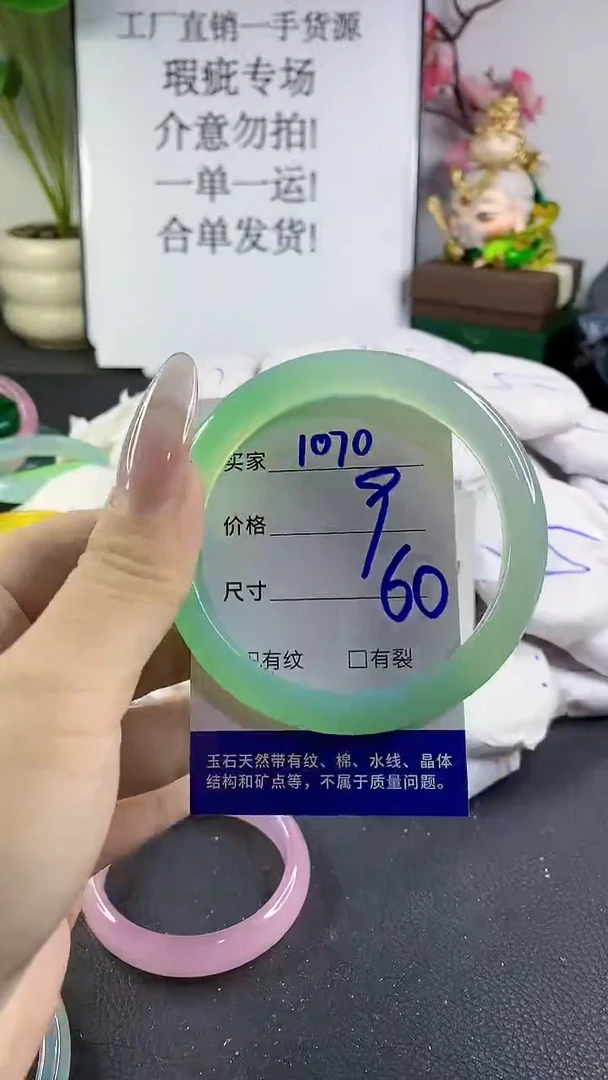 工厂直销一手货源
瑕疵专场
介意勿拍!
一单一运!
合单发货!
买家 1070
价格 9
尺寸 60
有纹 □有裂
玉石天然带有纹、棉、水线、晶体
结构和矿点等，不属于质量问题。